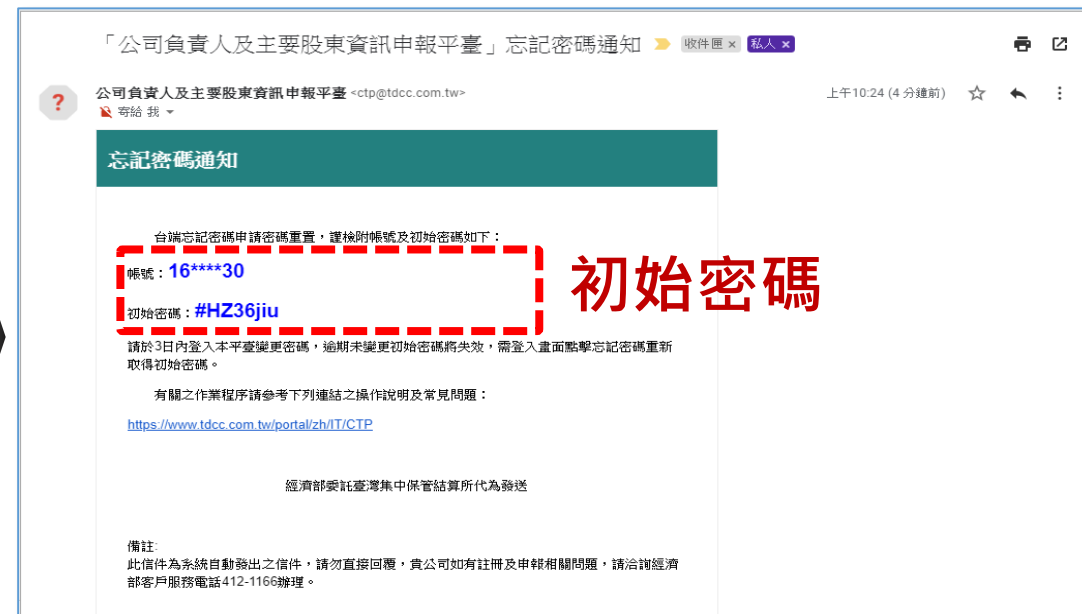 「公司負責人及主要股東資訊申報平臺」忘記密碼通知 收件匣 × 私人 ×
?
公司負責人及主要股東資訊申報平臺 <ctp@tdcc.com.tw>
上午10:24 (4 分鐘前)
寄給 我
忘記密碼通知
台端忘記密碼申請密碼重置，謹檢附帳號及初始密碼如下：
帳號：16****30
初始密碼：#HZ36jiu
初始密碼
請於3日內登入本平臺變更密碼，逾期未變更初始密碼將失效，需登入畫面點擊忘記密碼重新
取得初始密碼。
有關之作業程序請參考下列連結之操作說明及常見問題：
https://www.tdcc.com.tw/portal/zh/IT/CTP
經濟部委託臺灣集中保管結算所代為發送
備註:
此信件為系統自動發出之信件，請勿直接回覆，貴公司如有註冊及申報相關問題，請洽詢經濟
部客戶服務電話412-1166辦理。